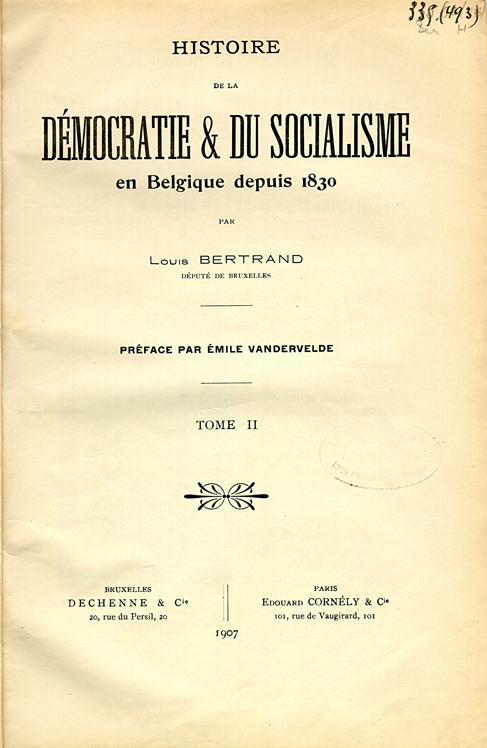 335.(493)
Ber H
HISTOIRE
DE LA
DÉMOCRATIE & DU SOCIALISME
en Belgique depuis 1830
PAR
Louis BERTRAND
DÉPUTÉ DE BRUXELLES
PRÉFACE PAR ÉMILE VANDERVELDE
TOME II
BRUXELLES
DECHENNE & Cie
20, rue du Persil, 20
PARIS
Edouard CORNÉLY & Cie
101, rue de Vaugirard, 101
1907